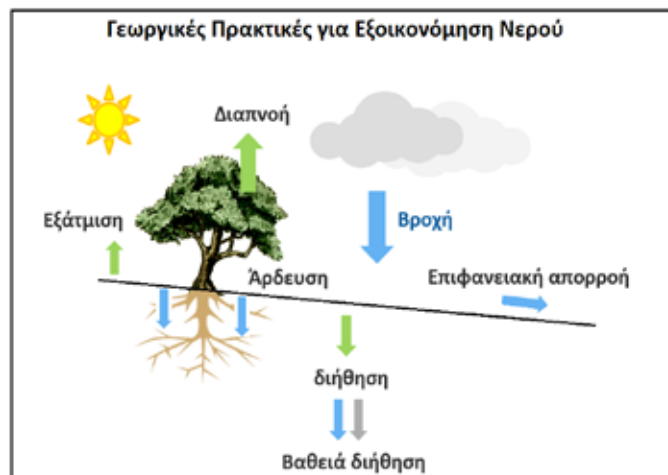 Γεωργικές Πρακτικές για Εξοικονόμηση Νερού
Διαπνοή
Εξάτμιση
Βροχή
Άρδευση
Επιφανειακή απορροή
διήθηση
Βαθειά διήθηση